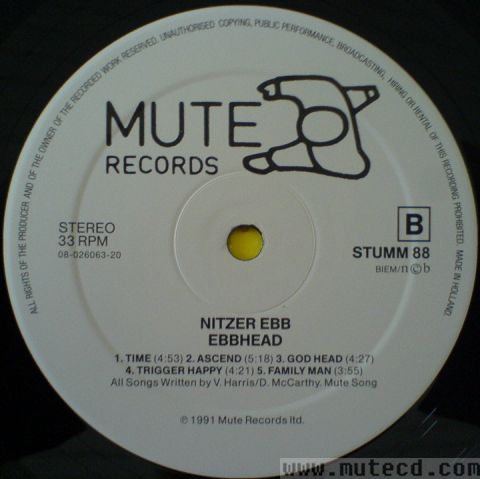 ALL RIGHTS OF THE PRODUCER AND OF THE OWNER OF THE RECORDED WORK RESERVED. UNAUTHORISED COPYING, PUBLIC PERFORMANCE, BROADCASTING, HIRING OR RENTAL OF THIS RECORDING PROHIBITED. MADE IN HOLLAND.
MUTE
RECORDS
STEREO
33 RPM
08-026063-20
B
STUMM 88
BIEM/n©b
NITZER EBB
EBBHEAD
1. TIME (4:53) 2. ASCEND (5:18) 3. GOD HEAD (4:27)
4. TRIGGER HAPPY (4:21) 5. FAMILY MAN (3:55)
All Songs Written by V. Harris/D. McCarthy. Mute Song
℗ 1991 Mute Records ltd.
www.mutecd.com